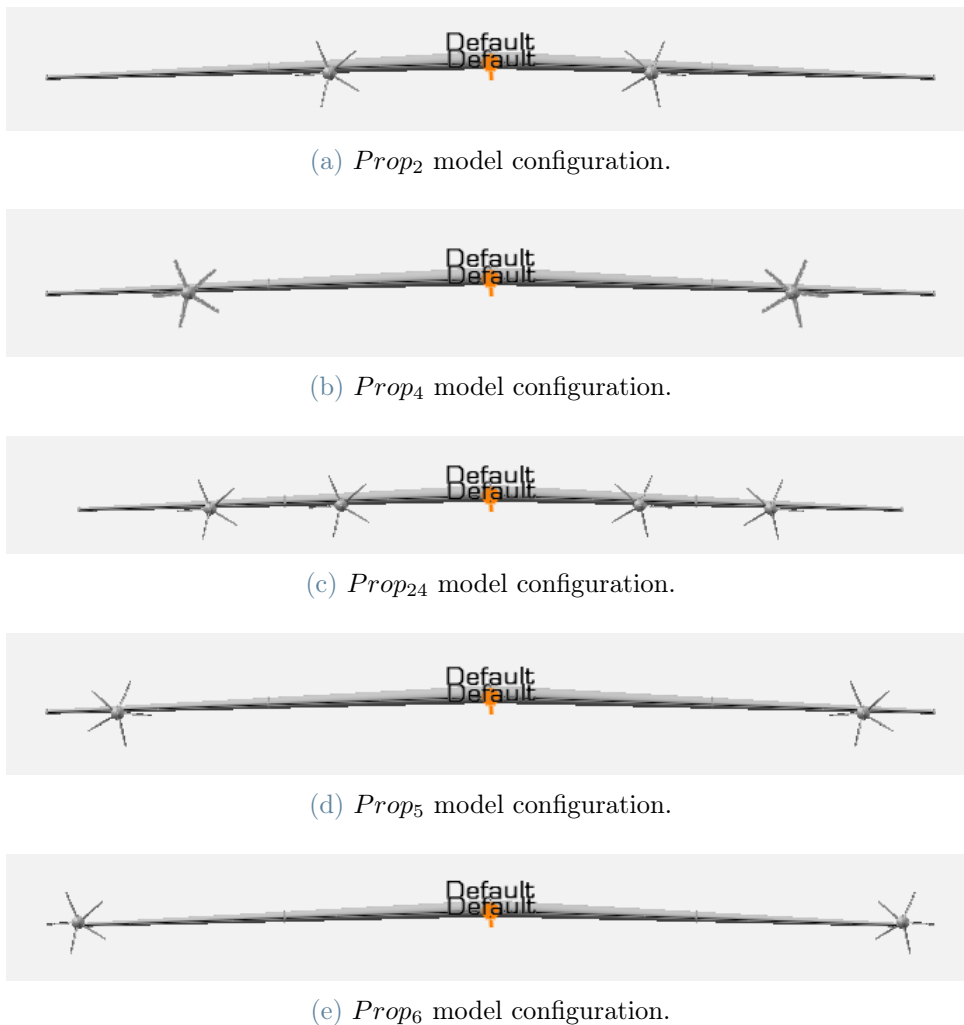 Default
Default
(a) Prop₂ model configuration.
Default
Default
(b) Prop₄ model configuration.
Default
Default
(c) Prop₂₄ model configuration.
Default
Default
(d) Prop₅ model configuration.
Default
Default
(e) Prop₆ model configuration.